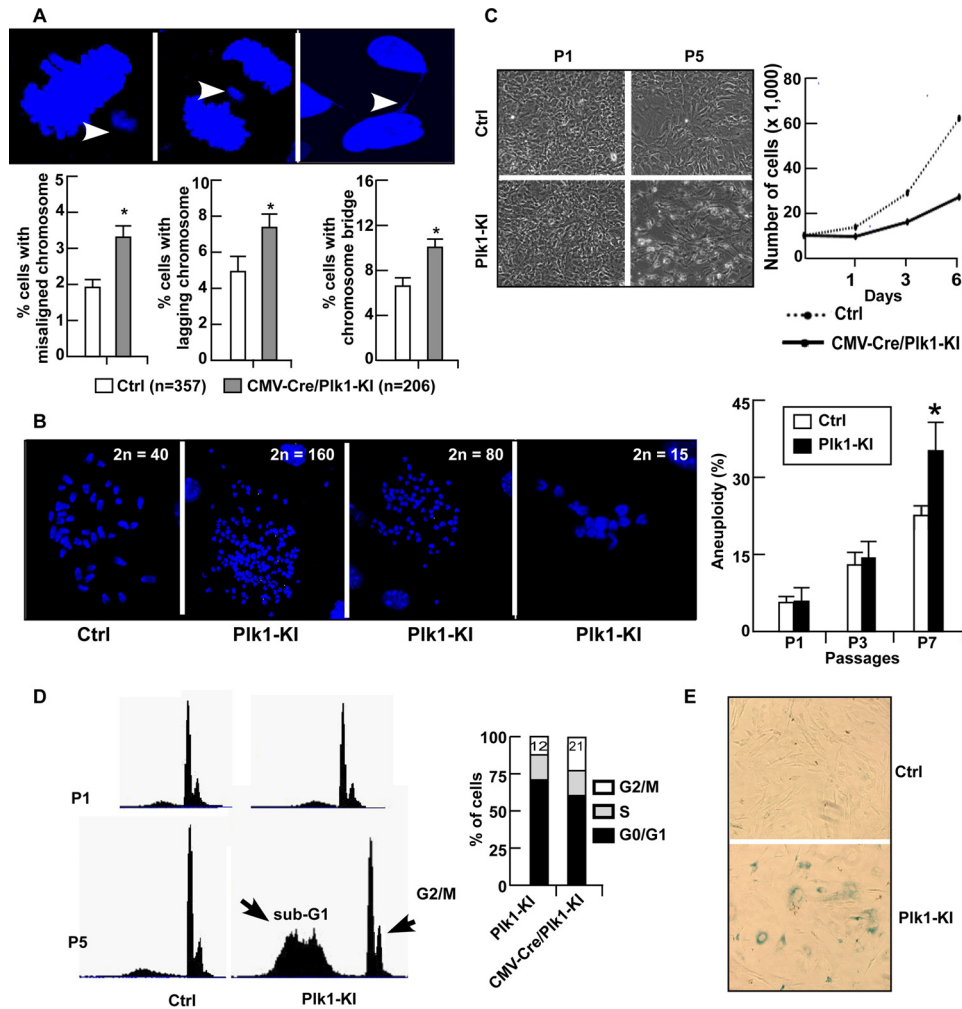 A
5
4
3
2
1
0
% cells with
misaligned chromosome
*
10
8
6
4
2
0
% cells with
lagging chromosome
*
16
12
8
4
0
% cells with
chromosome bridge
*
Ctrl (n=357)
CMV-Cre/Plk1-KI (n=206)
B
2n = 40
2n = 160
2n = 80
2n = 15
Ctrl
Plk1-KI
Plk1-KI
Plk1-KI
45
30
15
0
Aneuploidy (%)
Ctrl
Plk1-KI
*
P1
P3
P7
Passages
C
P1
P5
Ctrl
Plk1-KI
80
60
40
20
0
Number of cells (x 1,000)
1
3
6
Days
Ctrl
CMV-Cre/Plk1-KI
D
P1
P5
sub-G1
G2/M
Ctrl
Plk1-KI
100
75
50
25
0
% of cells
12
21
G2/M
S
G0/G1
Plk1-KI
CMV-Cre/Plk1-KI
E
Ctrl
Plk1-KI